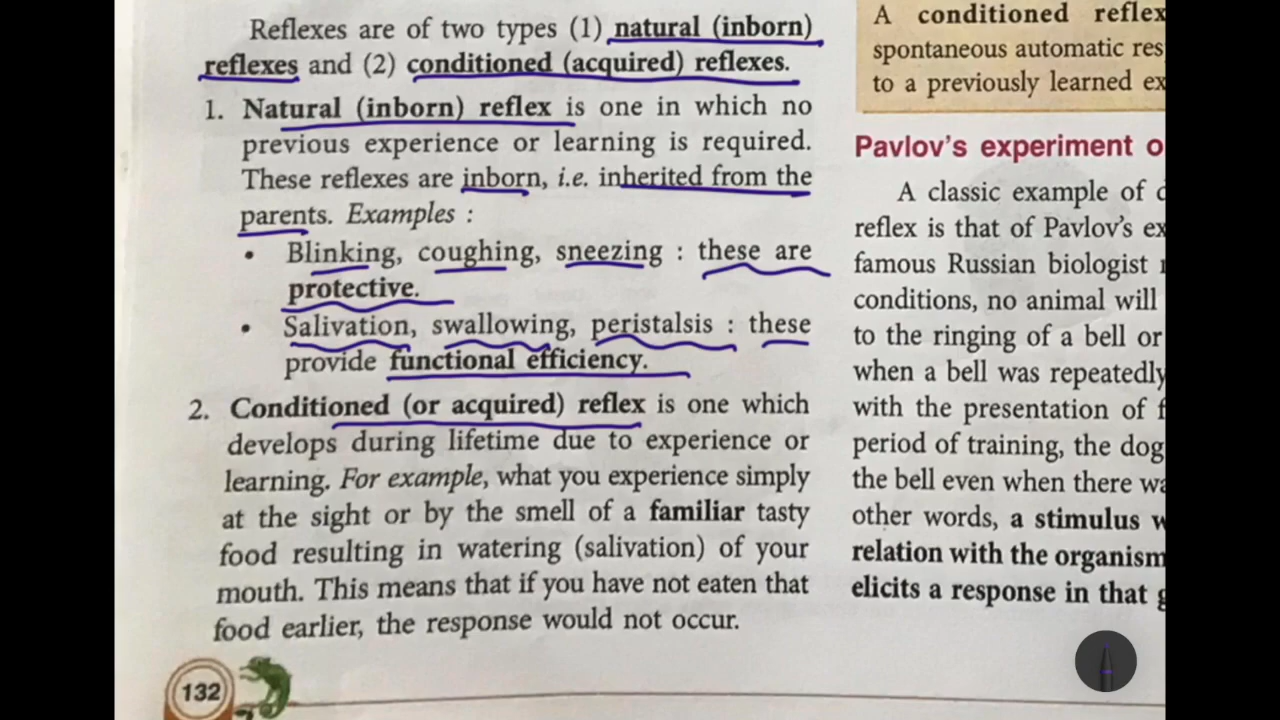 Reflexes are of two types (1) natural (inborn)
reflexes and (2) conditioned (acquired) reflexes.
1. Natural (inborn) reflex is one in which no
previous experience or learning is required.
These reflexes are inborn, i.e. inherited from the
parents. Examples :
• Blinking, coughing, sneezing : these are
protective.
• Salivation, swallowing, peristalsis : these
provide functional efficiency.
2. Conditioned (or acquired) reflex is one which
develops during lifetime due to experience or
learning. For example, what you experience simply
at the sight or by the smell of a familiar tasty
food resulting in watering (salivation) of your
mouth. This means that if you have not eaten that
food earlier, the response would not occur.
132
A conditioned reflex
spontaneous automatic res
to a previously learned ex
Pavlov's experiment o
A classic example of
reflex is that of Pavlov's ex
famous Russian biologist
conditions, no animal will
to the ringing of a bell or
when a bell was repeatedly
with the presentation of f
period of training, the dog
the bell even when there wa
other words, a stimulus w
relation with the organism
elicits a response in that g